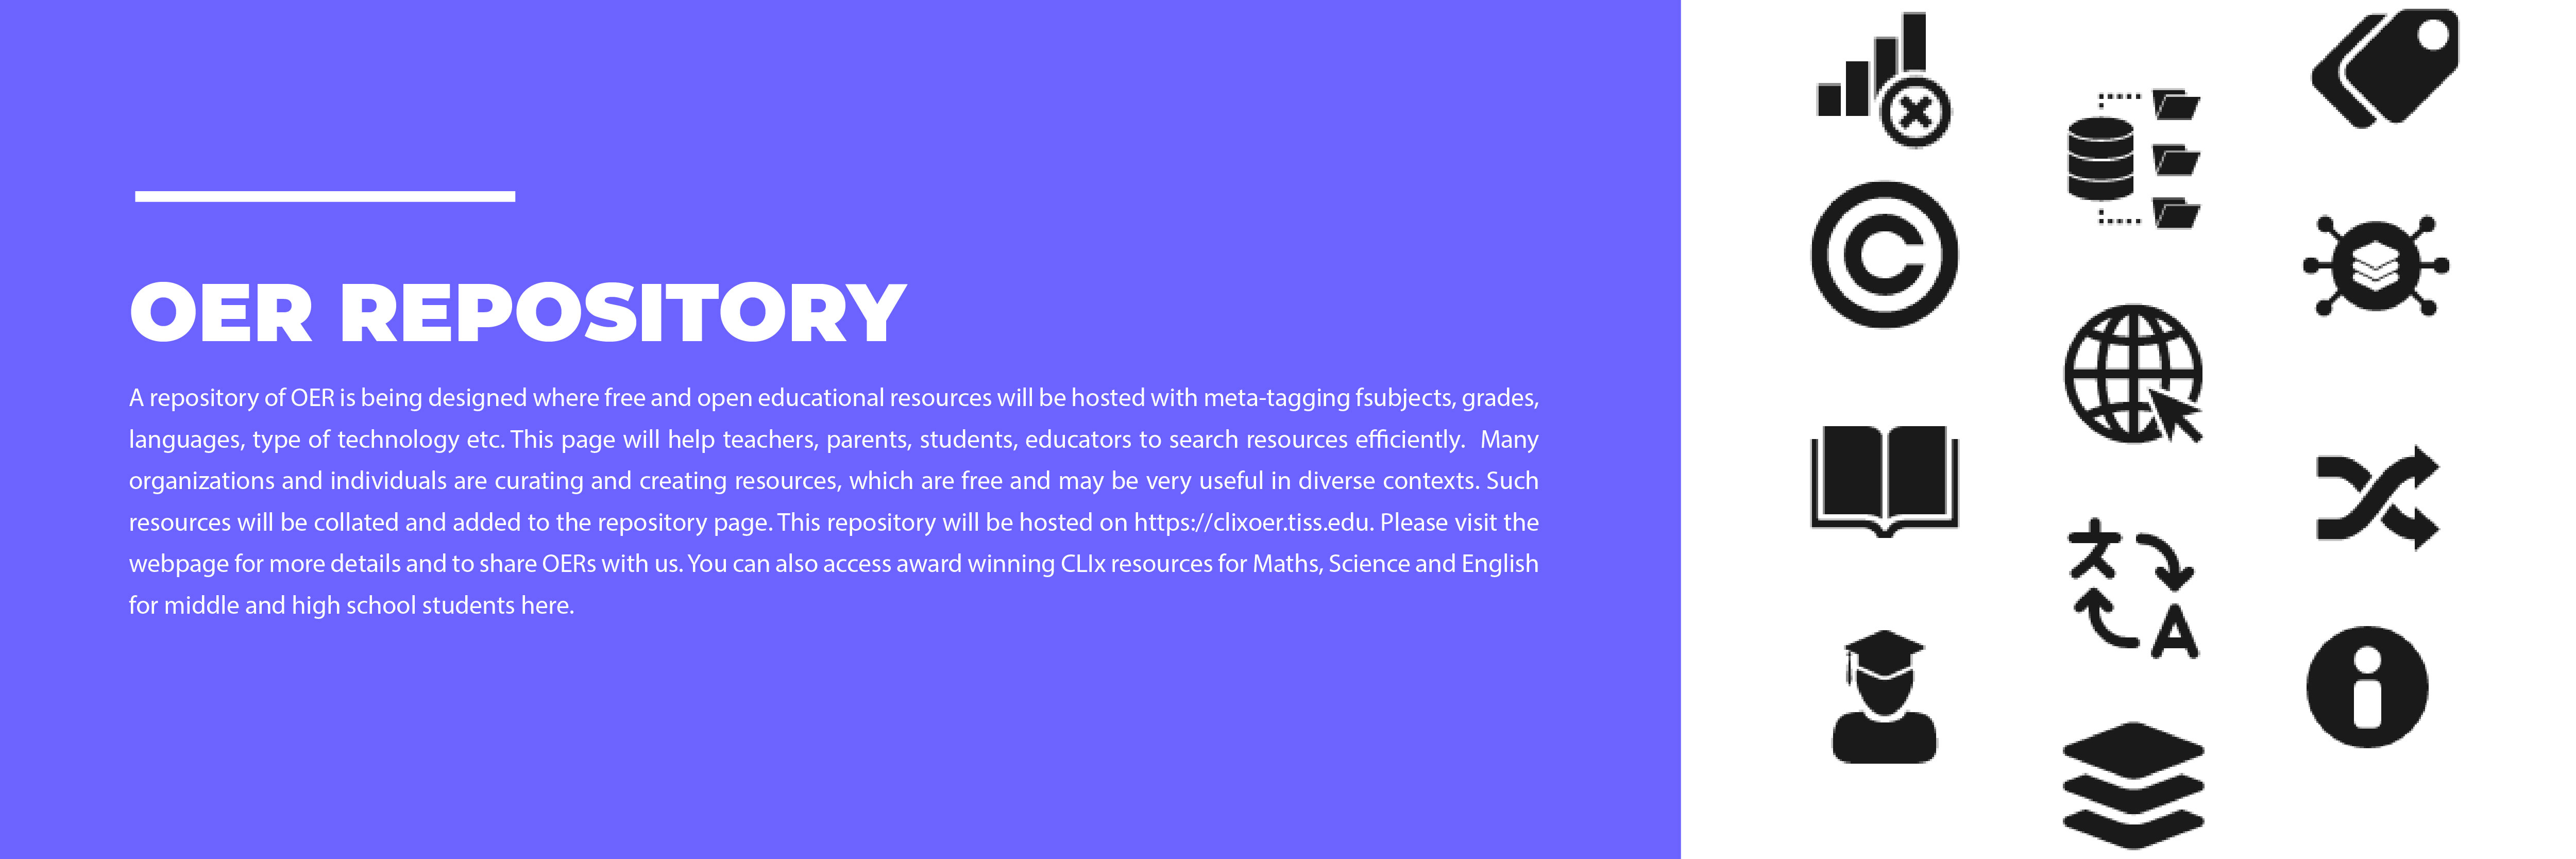 OER REPOSITORY
A repository of OER is being designed where free and open educational resources will be hosted with meta-tagging fsubjects, grades,
languages, type of technology etc. This page will help teachers, parents, students, educators to search resources efficiently.  Many
organizations and individuals are curating and creating resources, which are free and may be very useful in diverse contexts. Such
resources will be collated and added to the repository page. This repository will be hosted on https://clixoer.tiss.edu. Please visit the
webpage for more details and to share OERs with us. You can also access award winning CLIx resources for Maths, Science and English
for middle and high school students here.